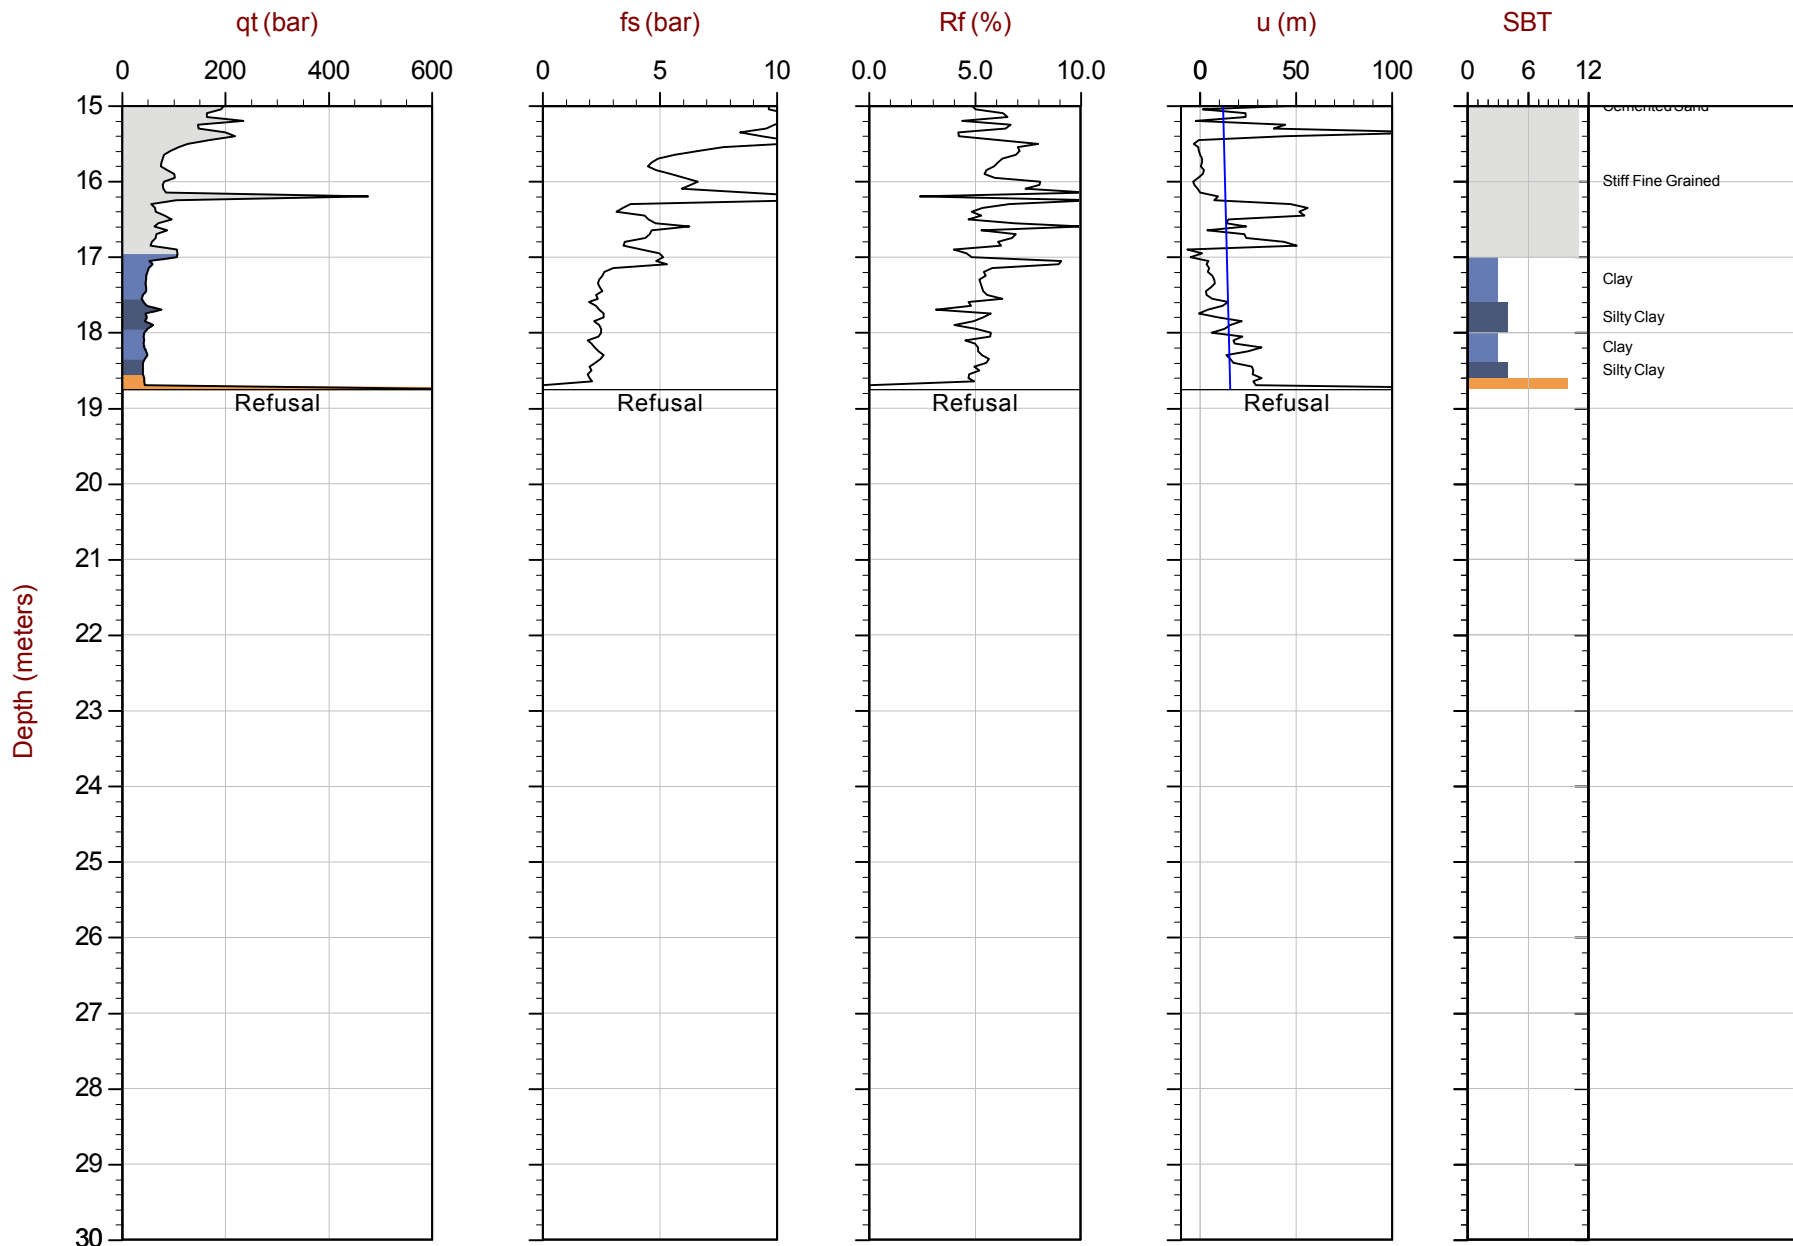 qt (bar) fs (bar) Rf (%) u (m) SBT
0 200 400 600 0 5 10 0.0 5.0 10.0 0 50 100 0 6 12
15 Cemented Sand
16 Stiff Fine Grained
17
Clay
Silty Clay
18
Clay
Silty Clay
19 Refusal Refusal Refusal Refusal
20
21
22
Depth (meters)
23
24
25
26
27
28
29
30